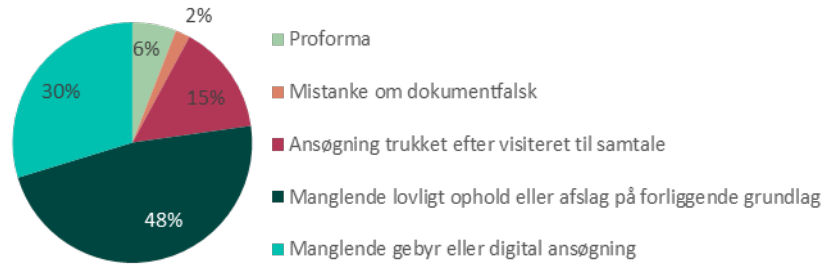 2%
6%
15%
30%
48%
Proforma
Mistanke om dokumentfalsk
Ansøgning trukket efter visiteret til samtale
Manglende lovligt ophold eller afslag på forliggende grundlag
Manglende gebyr eller digital ansøgning